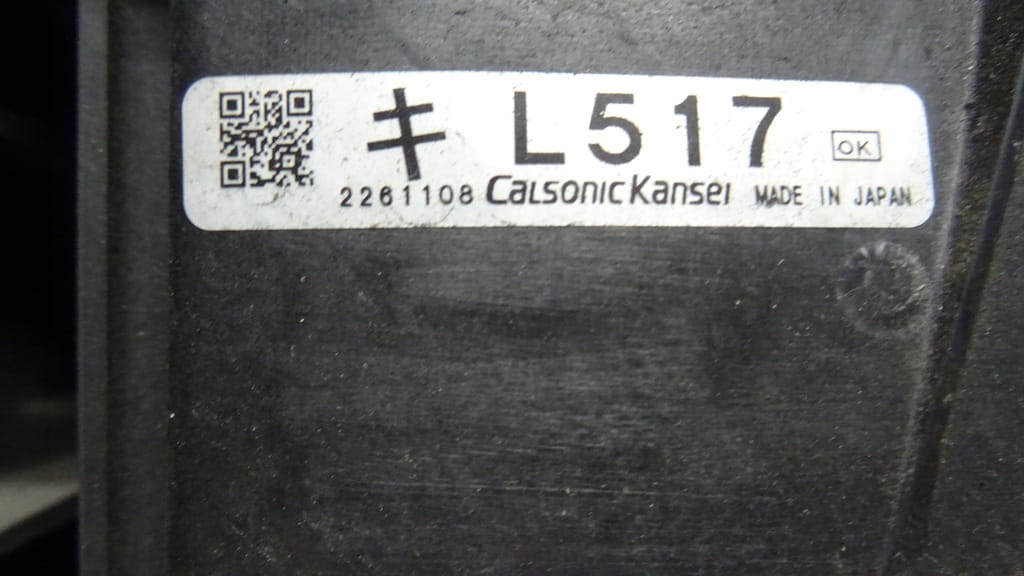 キ L517 OK
2261108 CalsonicKansei MADE IN JAPAN